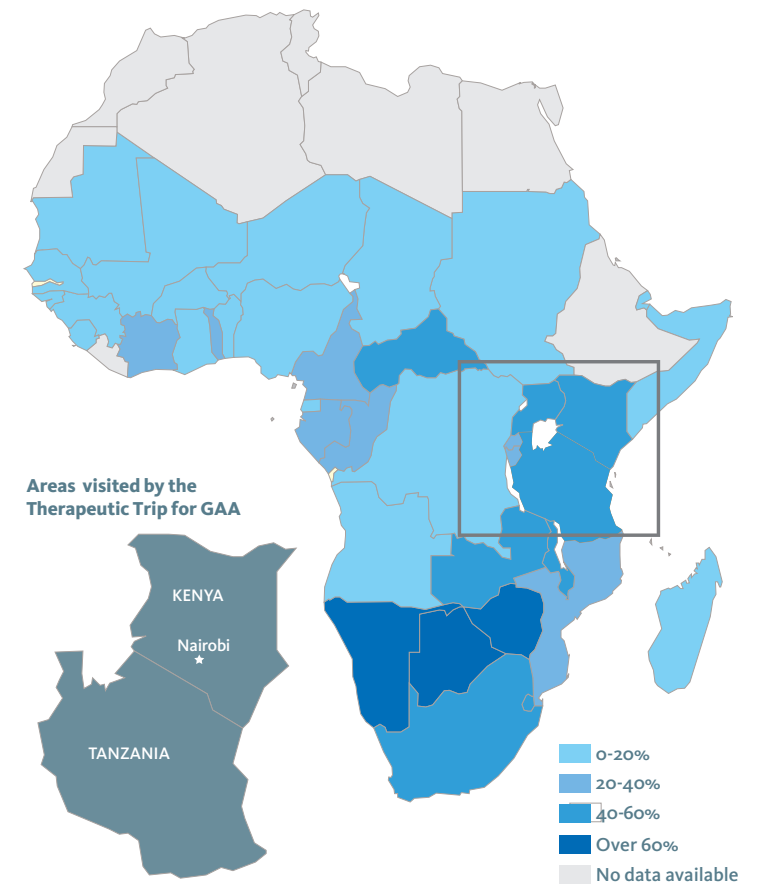 Areas visited by the
Therapeutic Trip for GAA
KENYA
Nairobi
TANZANIA
0-20%
20-40%
40-60%
Over 60%
No data available